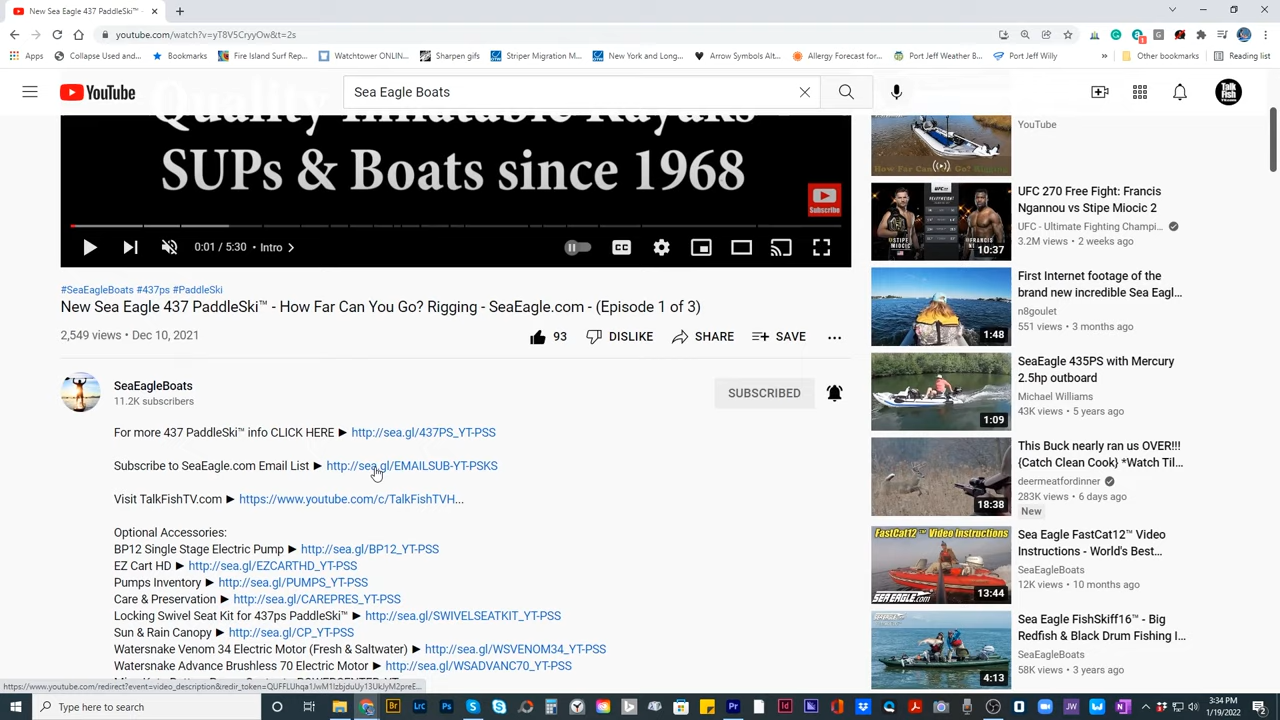 New Sea Eagle 437 PaddleSki™ -
youtube.com/watch?v=yT8V5CryyOw&t=2s
Apps
Collapse Used and...
Bookmarks
Fire Island Surf Rep...
Watchtower ONLIN...
Starpen gifs
Striper Migration M...
New York and Long...
Arrow Symbols Alt...
Allergy Forecast for...
Port Jeff Weather B...
Port Jeff Willy
Other bookmarks
Reading list
YouTube
Sea Eagle Boats
Talk Fish
Quality Inflatable Kayaks
SUPs & Boats since 1968
Subscribe
0:01 / 5:30 • Intro
CC
#SeaEagleBoats #437ps #PaddleSki
New Sea Eagle 437 PaddleSki™ - How Far Can You Go? Rigging - SeaEagle.com - (Episode 1 of 3)
2,549 views • Dec 10, 2021
93
DISLIKE
SHARE
SAVE
SeaEagleBoats
11.2K subscribers
SUBSCRIBED
For more 437 PaddleSki™ info CLICK HERE ► http://sea.gl/437PS_YT-PSS
Subscribe to SeaEagle.com Email List ► http://sea.gl/EMAILSUB-YT-PSKS
Visit TalkFishTV.com ► https://www.youtube.com/c/TalkFishTVH...
Optional Accessories:
BP12 Single Stage Electric Pump ► http://sea.gl/BP12_YT-PSS
EZ Cart HD ► http://sea.gl/EZCARTHD_YT-PSS
Pumps Inventory ► http://sea.gl/PUMPS_YT-PSS
Care & Preservation ► http://sea.gl/CAREPRES_YT-PSS
Locking Swivel Seat Kit for 437ps PaddleSki™ ► http://sea.gl/SWIVELSEATKIT_YT-PSS
Sun & Rain Canopy ► http://sea.gl/CP_YT-PSS
Watersnake Venom 34 Electric Motor (Fresh & Saltwater) ► http://sea.gl/WSVENOM34_YT-PSS
Watersnake Advance Brushless 70 Electric Motor ► http://sea.gl/WSADVANC70_YT-PSS
How Far Can You Go? Rigging
YouTube
UFC 270 Free Fight: Francis
Ngannou vs Stipe Miocic 2
UFC - Ultimate Fighting Champi...
3.2M views • 2 weeks ago
10:37
First Internet footage of the
brand new incredible Sea Eagl...
n8goulet
551 views • 3 months ago
1:48
SeaEagle 435PS with Mercury
2.5hp outboard
Michael Williams
43K views • 5 years ago
1:09
This Buck nearly ran us OVER!!!
{Catch Clean Cook} *Watch Til...
deermeatfordinner
283K views • 6 days ago
New
18:38
FastCat12™ Video Instructions
SEAEAGLE.COM
Sea Eagle FastCat12™ Video
Instructions - World's Best...
SeaEagleBoats
12K views • 10 months ago
13:44
Sea Eagle FishSkiff16™ - Big
Redfish & Black Drum Fishing I...
SeaEagleBoats
58K views • 3 years ago
4:13
Type here to search
3:34 PM
1/19/2022